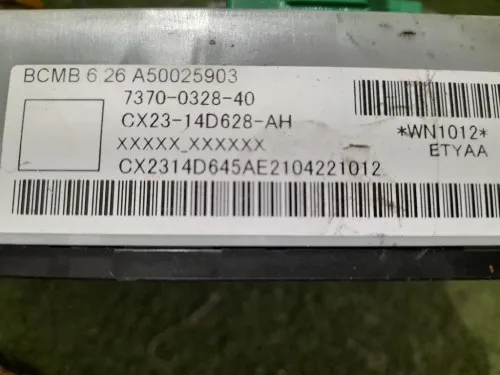 BCMB 6 26 A50025903
7370-0328-40
CX23-14D628-AH
XXXXX_XXXXXX
CX2314D645AE2104221012
*WN1012*
ETYAA